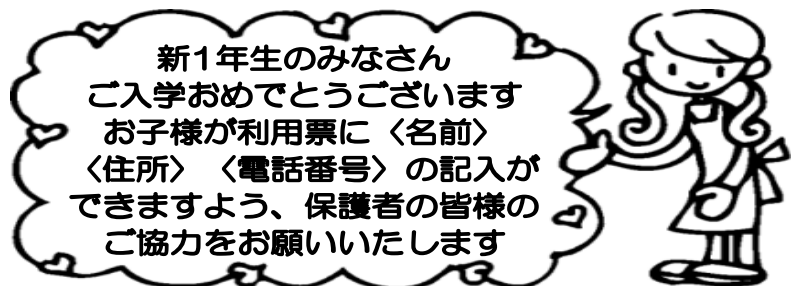 新1年生のみなさん
ご入学おめでとうございます
お子様が利用票に〈名前〉
〈住所〉〈電話番号〉の記入が
できますよう、保護者の皆様の
ご協力をお願いいたします